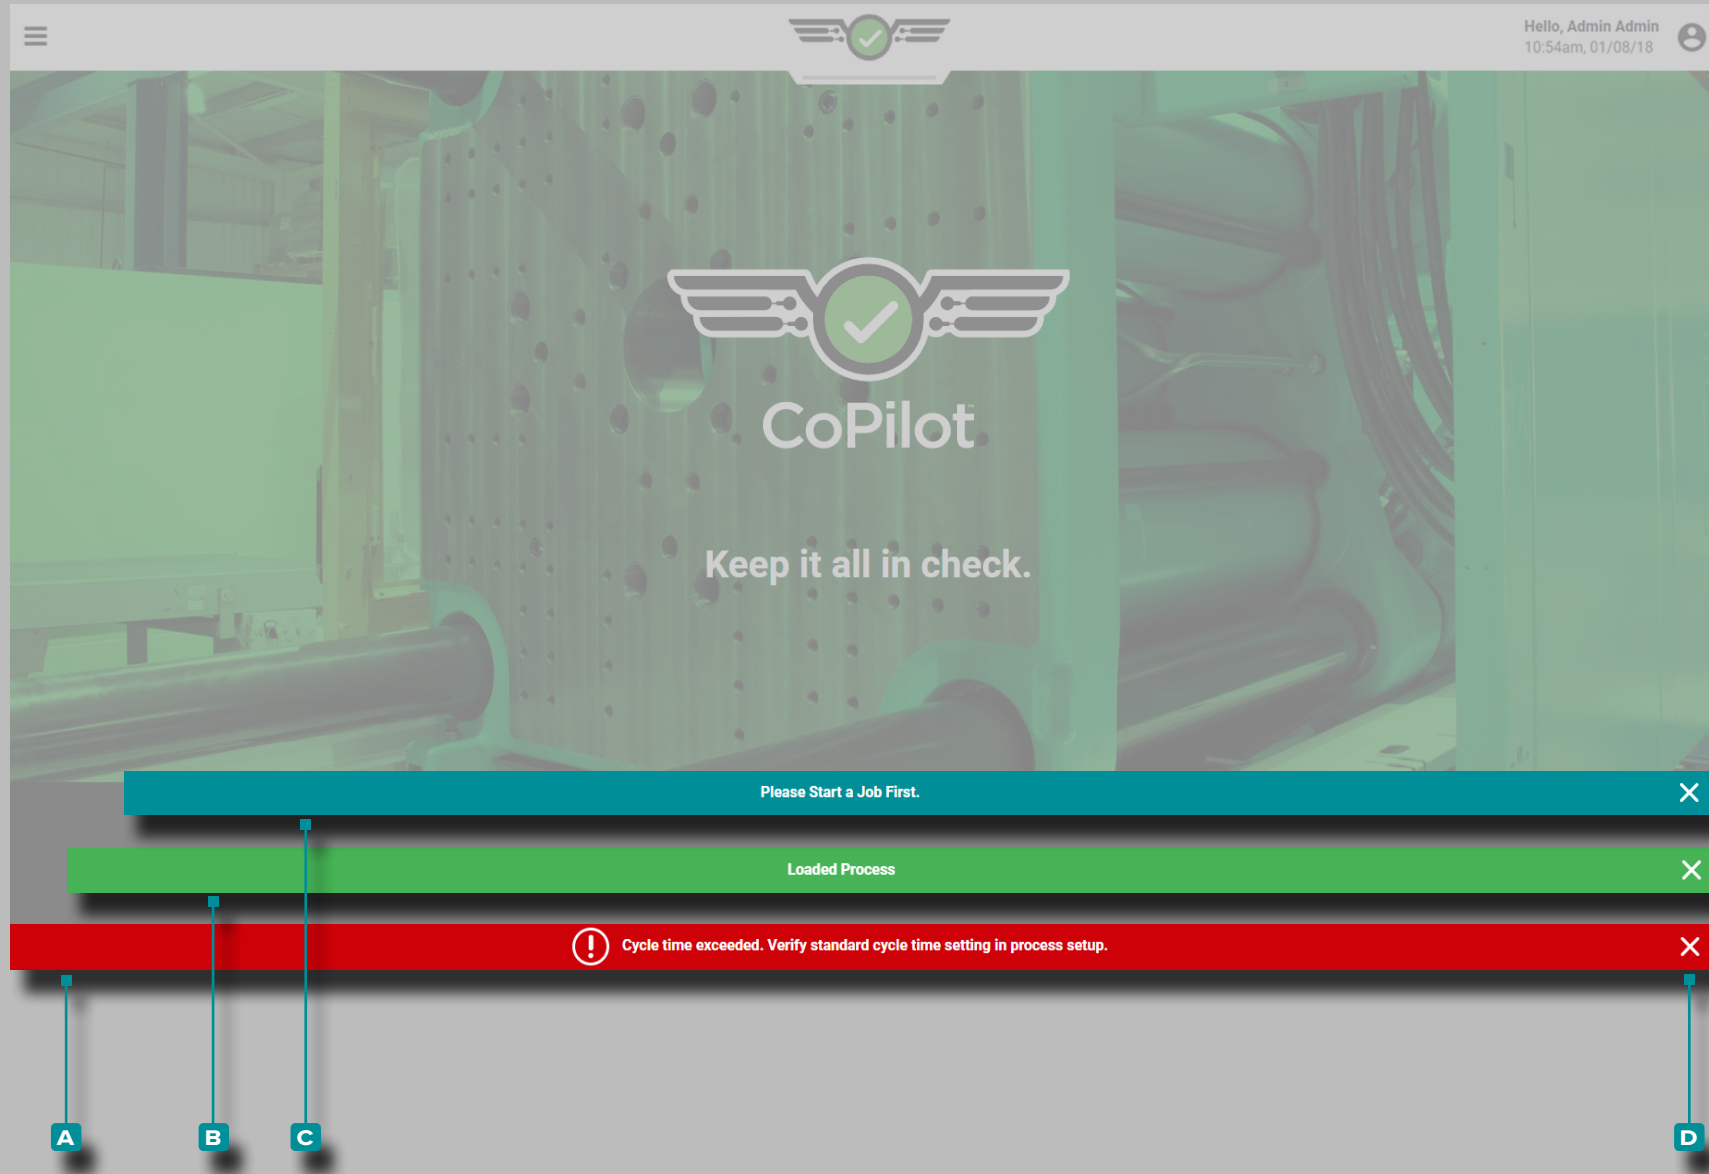 Hello, Admin Admin
10:54am, 01/08/18
CoPilot™
Keep it all in check.
Please Start a Job First.
Loaded Process
Cycle time exceeded. Verify standard cycle time setting in process setup.
A
B
C
D